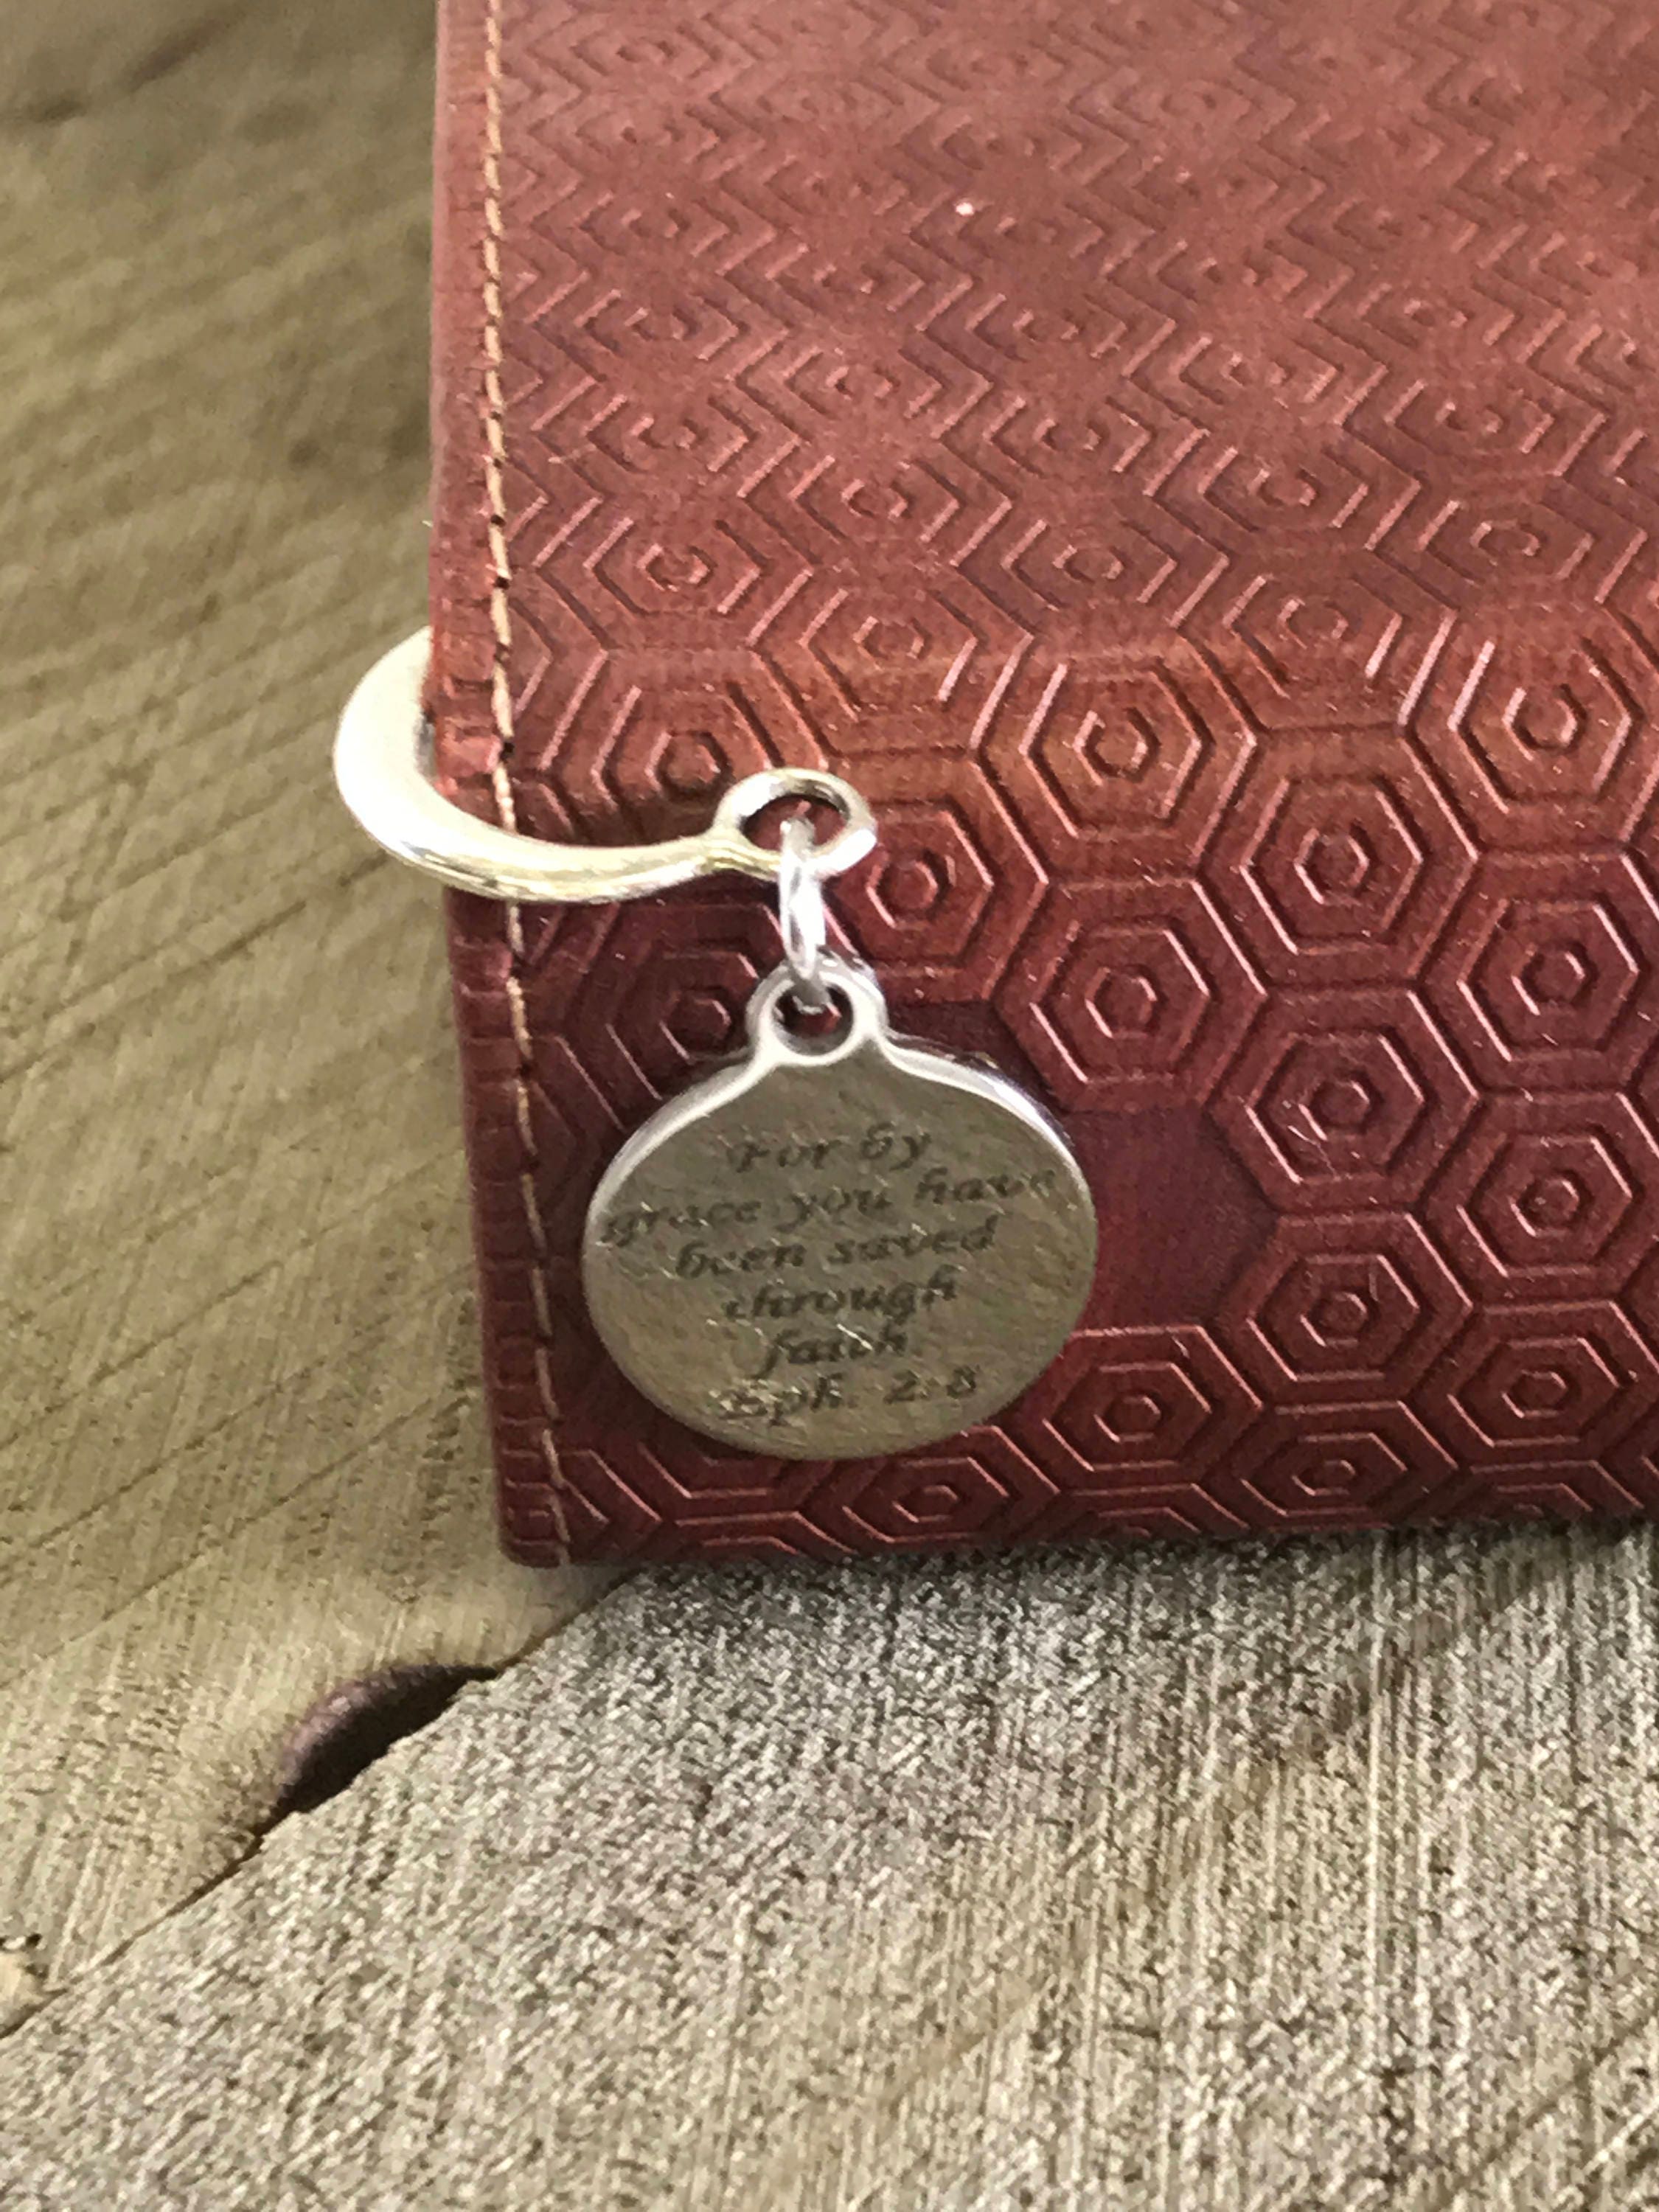 For by
grace you have
been saved
through
faith.
Eph. 2:8